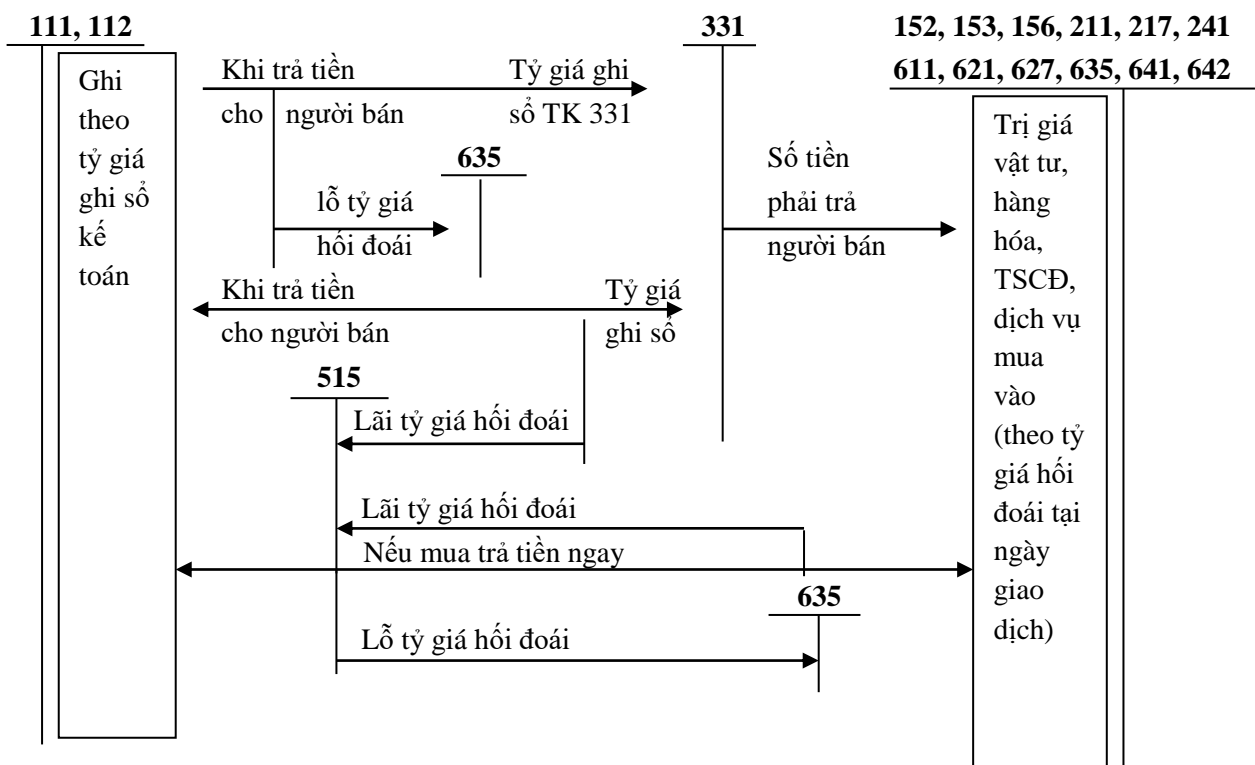 111, 112
331
152, 153, 156, 211, 217, 241
611, 621, 627, 635, 641, 642
Ghi
theo
tỷ giá
ghi sổ
kế
toán
Khi trả tiền
cho người bán
Tỷ giá ghi
sổ TK 331
635
lỗ tỷ giá
hối đoái
Số tiền
phải trả
người bán
Khi trả tiền
cho người bán
Tỷ giá
ghi sổ
515
Lãi tỷ giá hối đoái
Lãi tỷ giá hối đoái
Nếu mua trả tiền ngay
635
Lỗ tỷ giá hối đoái
Trị giá
vật tư,
hàng
hóa,
TSCĐ,
dịch vụ
mua
vào
(theo tỷ
giá hối
đoái tại
ngày
giao
dịch)